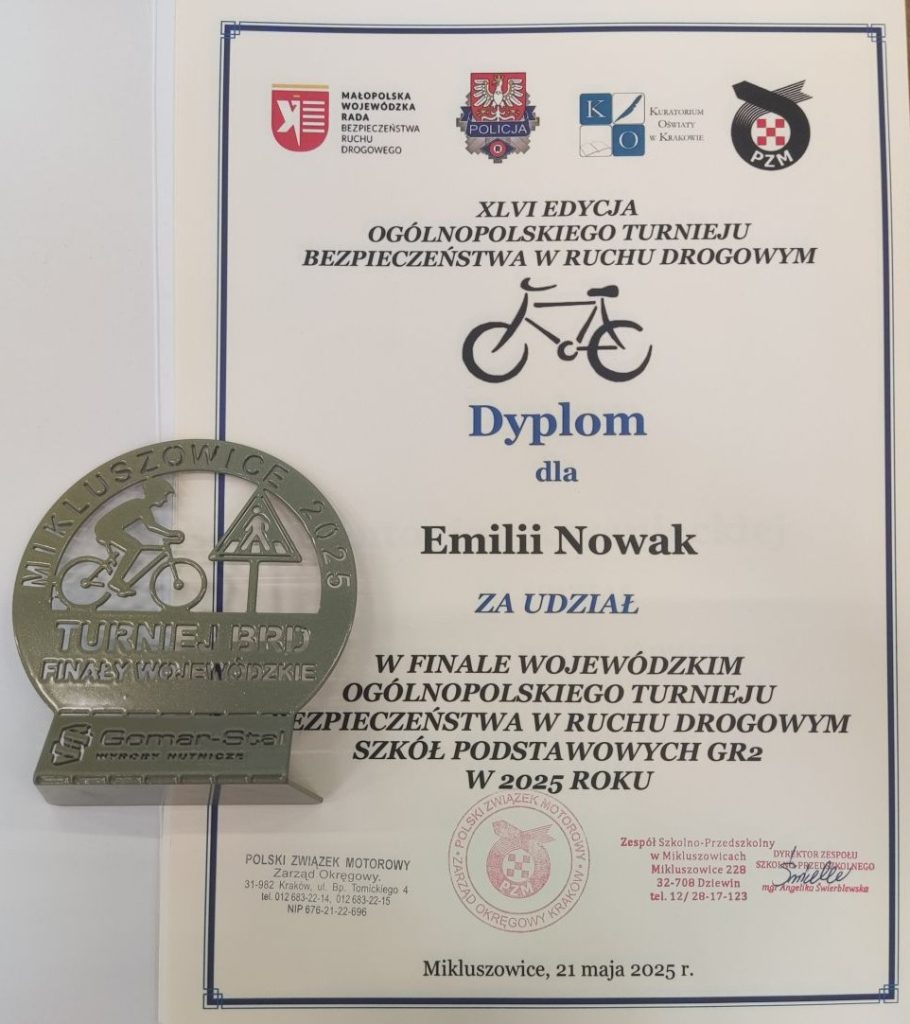 MAŁOPOLSKA
WOJEWÓDZKA
RADA
BEZPIECZEŃSTWA
RUCHU
DROGOWEGO
POLICJA
K
O
KURATORIUM
OŚWIATY
W KRAKOWIE
PZM
XLVI EDYCJA
OGÓLNOPOLSKIEGO TURNIEJU
BEZPIECZEŃSTWA W RUCHU DROGOWYM
Dyplom
dla
Emilii Nowak
ZA UDZIAŁ
W FINALE WOJEWÓDZKIM
OGÓLNOPOLSKIEGO TURNIEJU
EZPIECZEŃSTWA W RUCHU DROGOWYM
SZKÓŁ PODSTAWOWYCH GR2
W 2025 ROKU
MIKLUSZOWICE 2025
TURNIEJ BRD
FINAŁY WOJEWÓDZKIE
Gomar-Stal
WYROBY HUTNICZE
POLSKI ZWIĄZEK MOTOROWY
Zarząd Okręgowy.
31-982 Kraków, ul. Bp. Tomickiego 4
tel. 012 683-22-14, 012 683-22-15
NIP 676-21-22-696
POLSKI ZWIĄZEK MOTOROWY
ZARZĄD OKRĘGOWY KRAKÓW
PZM
Zespół Szkolno-Przedszkolny
w Mikluszowicach
Mikluszowice 228
32-708 Dziewin
tel. 12/ 28-17-123
DYREKTOR ZESPOŁU
SZKOLNO-PRZEDSZKOLNEGO
mgr Angelika Świerblewska
Mikluszowice, 21 maja 2025 r.